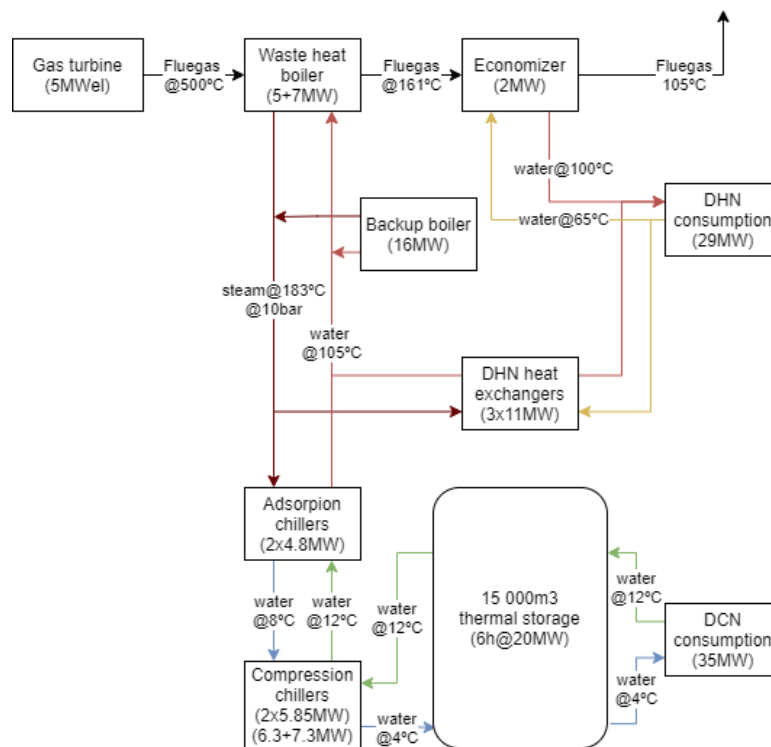 Gas turbine
(5MWel)
Fluegas
@500ºC
Waste heat
boiler
(5+7MW)
Fluegas
@161ºC
Economizer
(2MW)
Fluegas
105ºC
water@100ºC
water@65ºC
DHN
consumption
(29MW)
Backup boiler
(16MW)
steam@183ºC
@10bar
water
@105ºC
DHN heat
exchangers
(3x11MW)
Adsorpion
chillers
(2x4.8MW)
water
@8ºC
water
@12ºC
water
@12ºC
15 000m3
thermal storage
(6h@20MW)
water
@12ºC
DCN
consumption
(35MW)
water
@4ºC
Compression
chillers
(2x5.85MW)
(6.3+7.3MW)
water
@4ºC